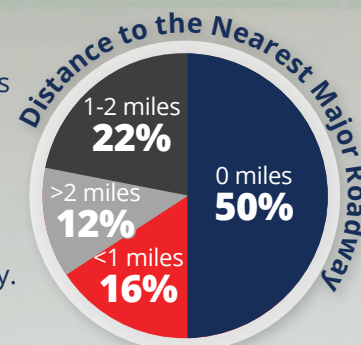 Distance to the Nearest Major Roadway
s
1-2 miles
22%
0 miles
50%
>2 miles
12%
<1 miles
16%
y.